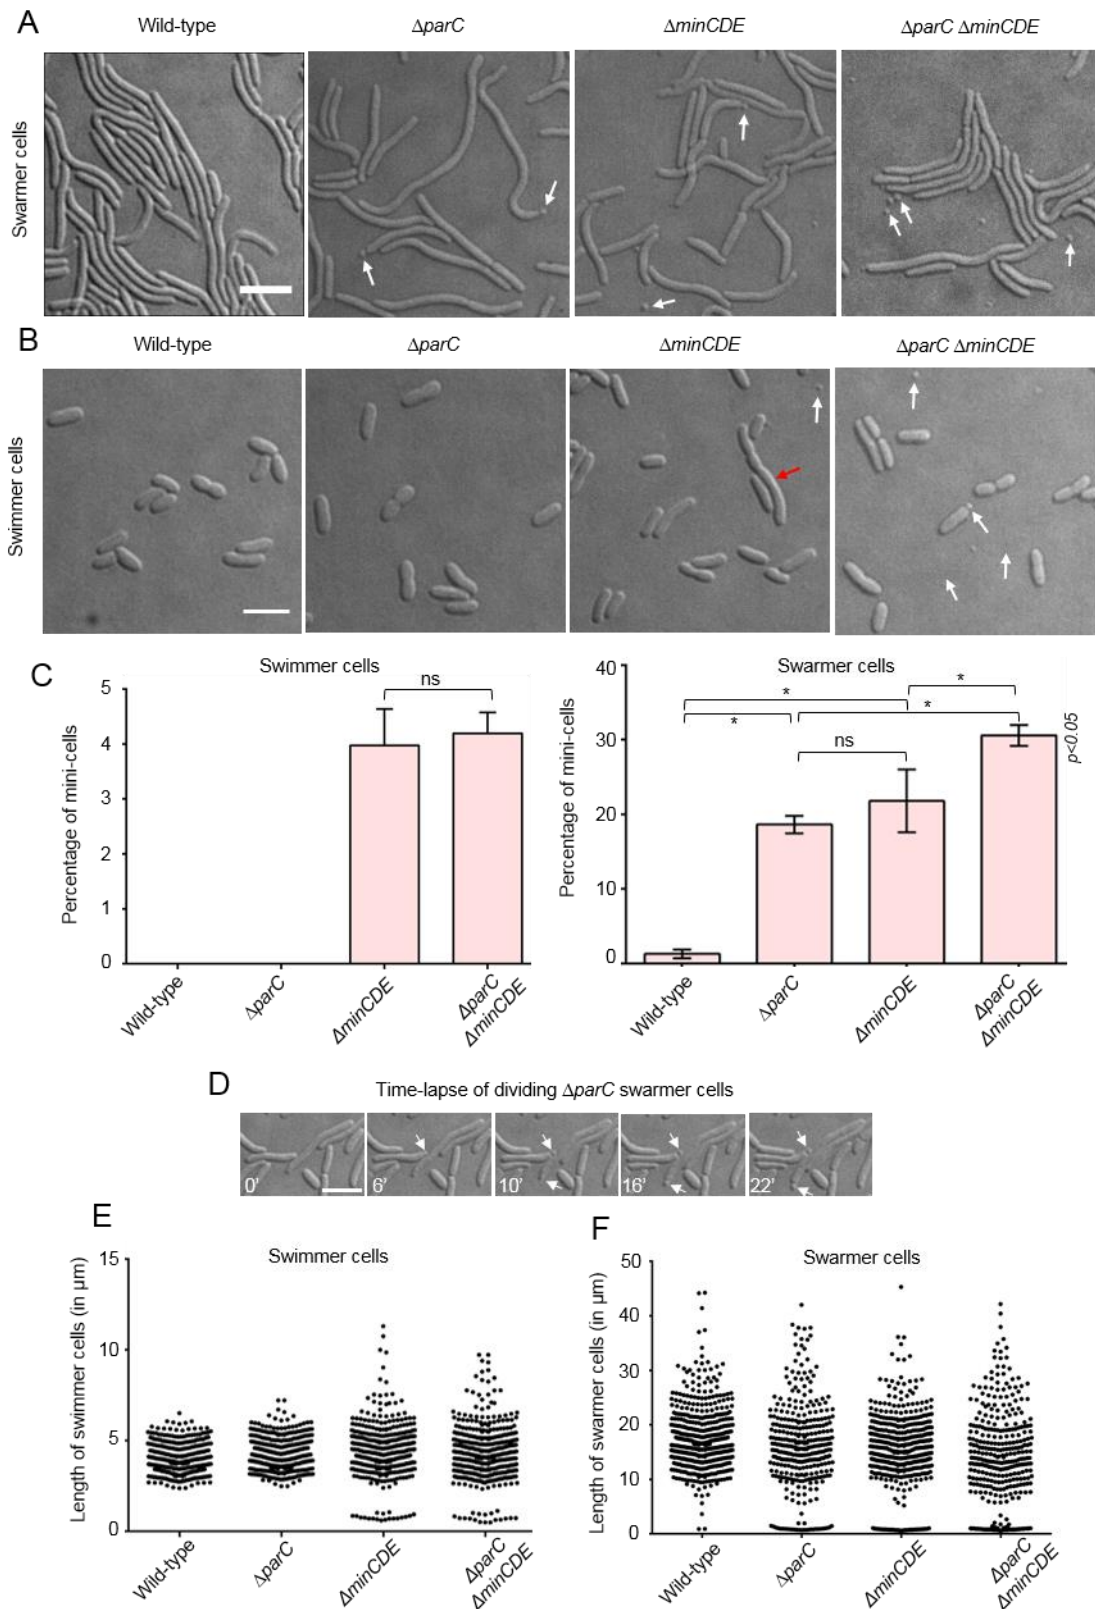 A
Wild-type
ΔparC
ΔminCDE
ΔparC ΔminCDE
Swarmer cells
B
Wild-type
ΔparC
ΔminCDE
ΔparC ΔminCDE
Swimmer cells
C
Swimmer cells
ns
Percentage of mini-cells
5
4
3
2
1
0
Wild-type
ΔparC
ΔminCDE
ΔparC
ΔminCDE
Swarmer cells
*
*
*
*
ns
p<0.05
Percentage of mini-cells
40
30
20
10
0
Wild-type
ΔparC
ΔminCDE
ΔparC
ΔminCDE
D
Time-lapse of dividing ΔparC swarmer cells
0'
6'
10'
16'
22'
E
Swimmer cells
Length of swimmer cells (in µm)
15
10
5
0
Wild-type
ΔparC
ΔminCDE
ΔparC
ΔminCDE
F
Swarmer cells
Length of swarmer cells (in µm)
50
40
30
20
10
0
Wild-type
ΔparC
ΔminCDE
ΔparC
ΔminCDE